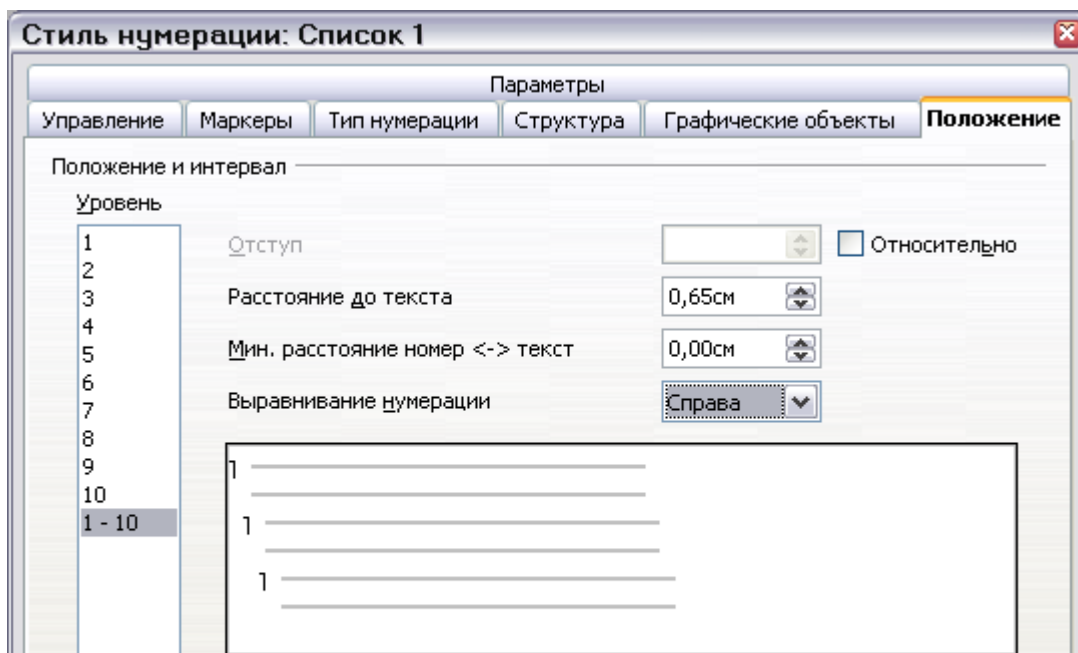 Стиль нумерации: Список 1
Параметры
Управление Маркеры Тип нумерации Структура Графические объекты Положение
Положение и интервал
Уровень
1
2
3
4
5
6
7
8
9
10
1 - 10
Отступ Относительно
Расстояние до текста 0,65см
Мин. расстояние номер <-> текст 0,00см
Выравнивание нумерации Справа
1
1
1